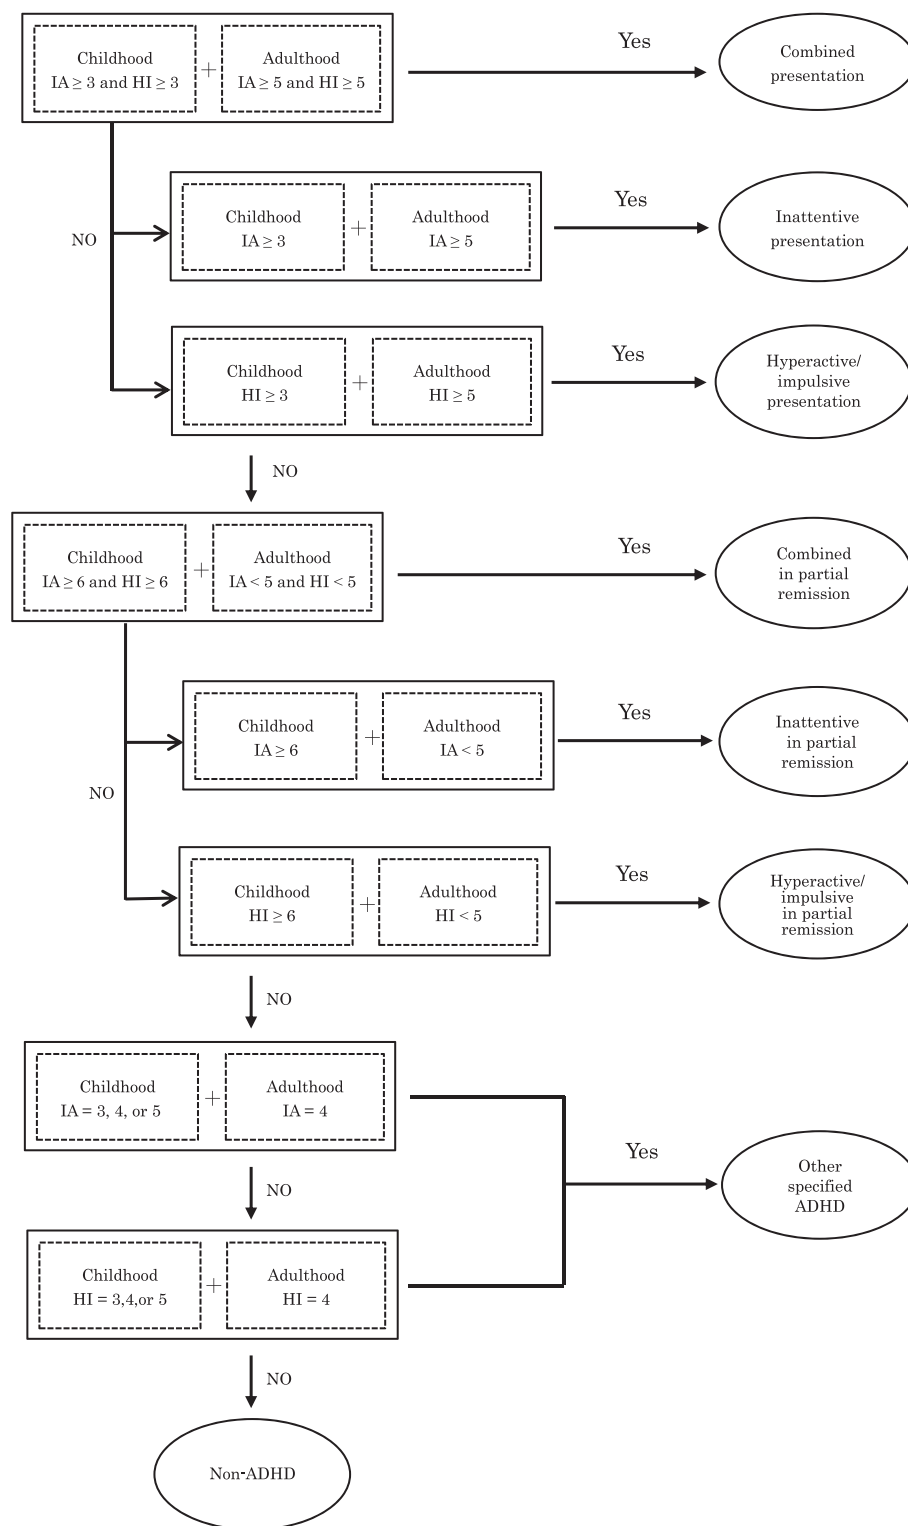 Childhood
IA ≥ 3 and HI ≥ 3
+
Adulthood
IA ≥ 5 and HI ≥ 5
Yes
Combined
presentation
NO
Childhood
IA ≥ 3
+
Adulthood
IA ≥ 5
Yes
Inattentive
presentation
Childhood
HI ≥ 3
+
Adulthood
HI ≥ 5
Yes
Hyperactive/
impulsive
presentation
NO
Childhood
IA ≥ 6 and HI ≥ 6
+
Adulthood
IA < 5 and HI < 5
Yes
Combined
in partial
remission
NO
Childhood
IA ≥ 6
+
Adulthood
IA < 5
Yes
Inattentive
in partial
remission
Childhood
HI ≥ 6
+
Adulthood
HI < 5
Yes
Hyperactive/
impulsive
in partial
remission
NO
Childhood
IA = 3, 4, or 5
+
Adulthood
IA = 4
NO
Yes
Other
specified
ADHD
Childhood
HI = 3,4,or 5
+
Adulthood
HI = 4
NO
Non-ADHD